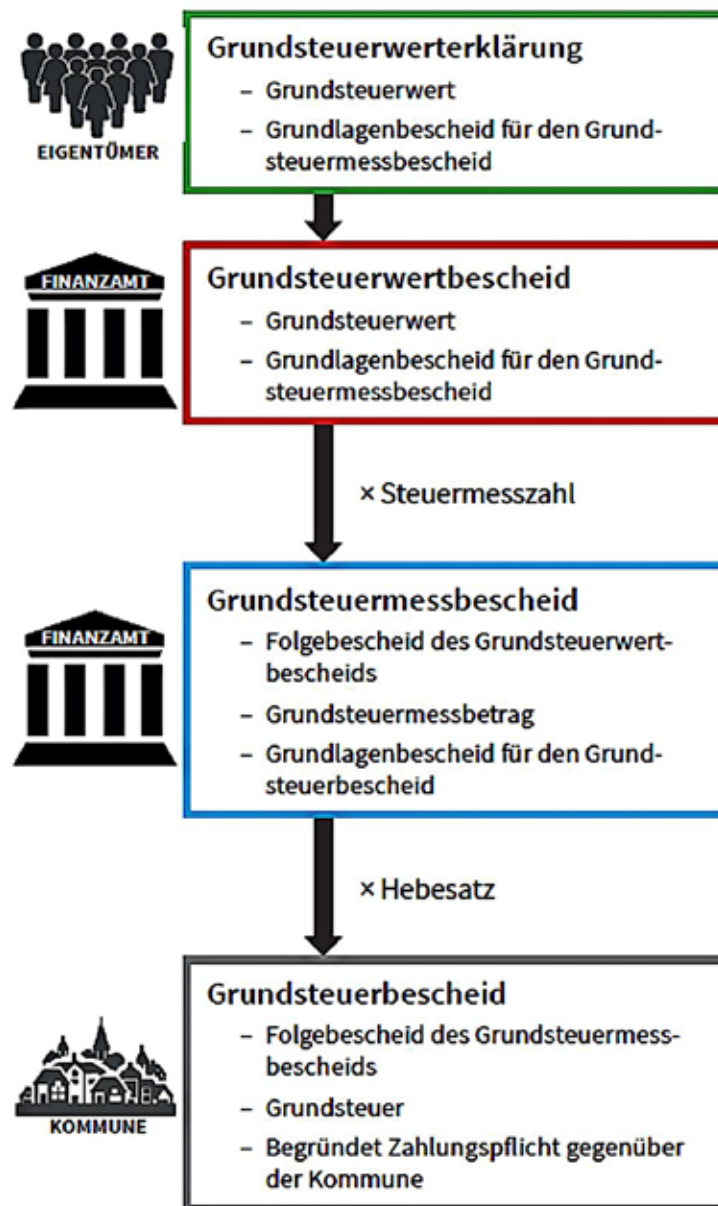 Grundsteuerwerterklärung
– Grundsteuerwert
– Grundlagenbescheid für den Grund-
steuermessbescheid
EIGENTÜMER
FINANZAMT
Grundsteuerwertbescheid
– Grundsteuerwert
– Grundlagenbescheid für den Grund-
steuermessbescheid
× Steuermesszahl
FINANZAMT
Grundsteuermessbescheid
– Folgebescheid des Grundsteuerwert-
bescheids
– Grundsteuermessbetrag
– Grundlagenbescheid für den Grund-
steuerbescheid
× Hebesatz
Grundsteuerbescheid
– Folgebescheid des Grundsteuermess-
bescheids
– Grundsteuer
– Begründet Zahlungspflicht gegenüber
der Kommune
KOMMUNE